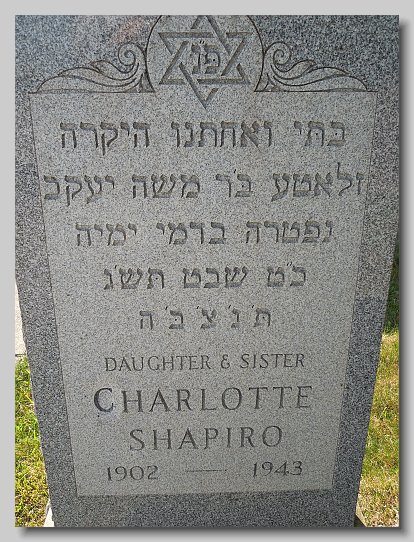 פ״נ
בתי ואחתנו היקרה
זלאטע ב״ר משה יעקב
נפטרה בדמי ימיה
כ״ט שבט תש״ג
ת׳ נ׳ צ׳ ב׳ ה׳
DAUGHTER & SISTER
CHARLOTTE
SHAPIRO
1902 — 1943